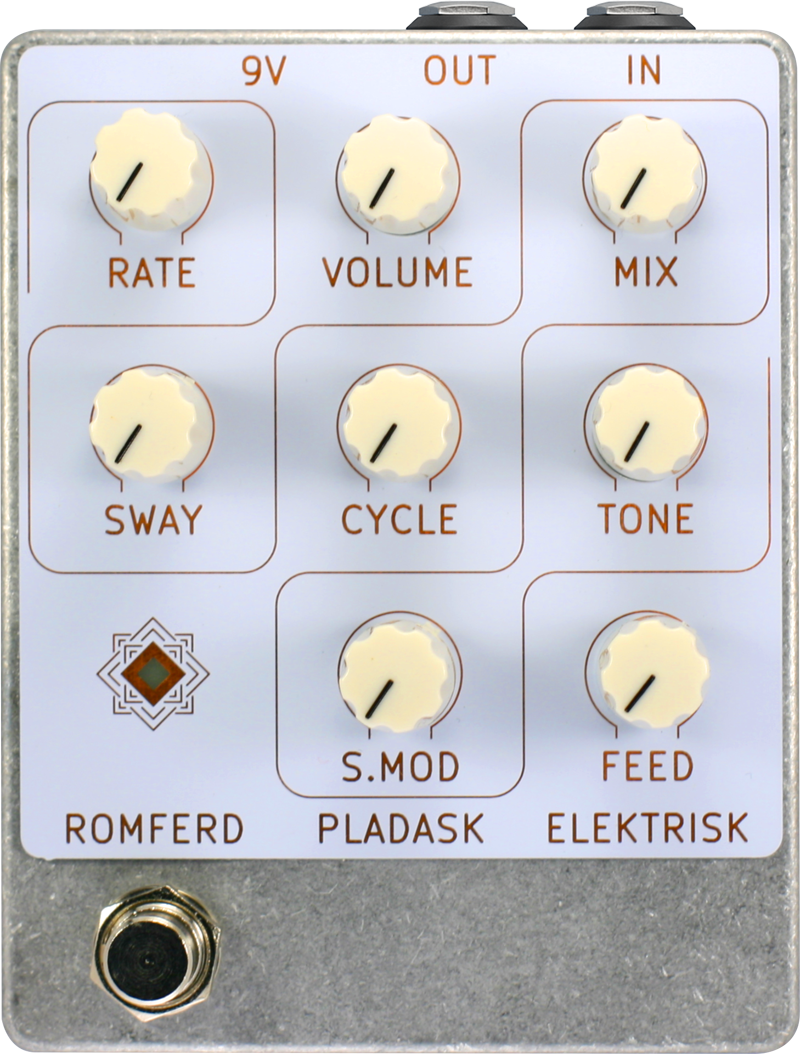 9V OUT IN
RATE VOLUME MIX
SWAY CYCLE TONE
S.MOD FEED
ROMFERD PLADASK ELEKTRISK